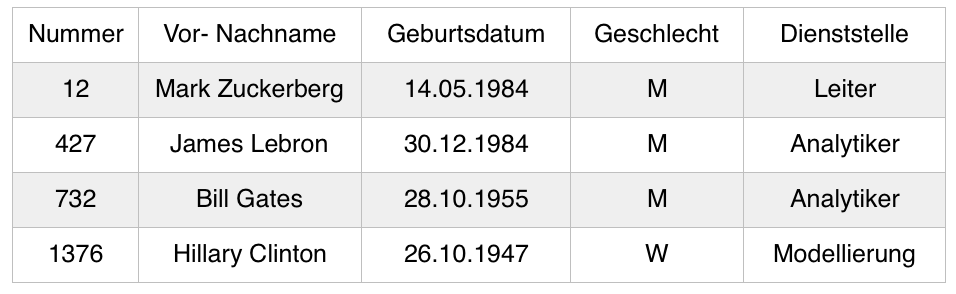 Nummer Vor- Nachname Geburtsdatum Geschlecht Dienststelle
12 Mark Zuckerberg 14.05.1984 M Leiter
427 James Lebron 30.12.1984 M Analytiker
732 Bill Gates 28.10.1955 M Analytiker
1376 Hillary Clinton 26.10.1947 W Modellierung